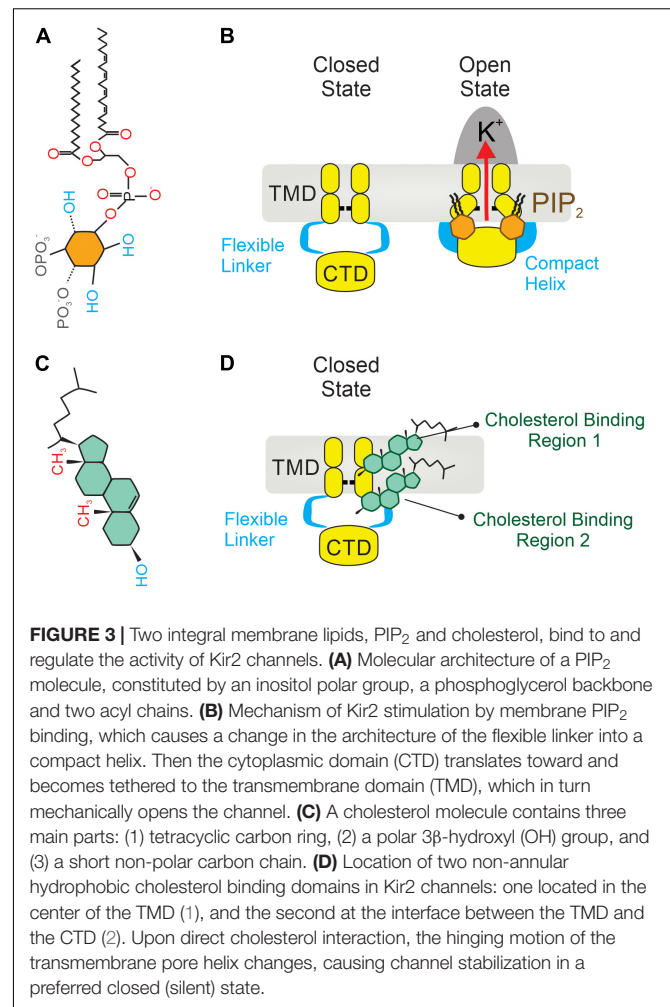 A
O
O
O
O
O
P
O⁻
O
OH
OPO₃⁻
HO
PO₃⁻O
HO
HO
B
Closed
State
Open
State
K⁺
TMD
PIP₂
Flexible
Linker
CTD
Compact
Helix
C
CH₃
CH₃
HO
D
Closed
State
TMD
Cholesterol Binding
Region 1
Flexible
Linker
CTD
Cholesterol Binding
Region 2
FIGURE 3 | Two integral membrane lipids, PIP₂ and cholesterol, bind to and
regulate the activity of Kir2 channels. (A) Molecular architecture of a PIP₂
molecule, constituted by an inositol polar group, a phosphoglycerol backbone
and two acyl chains. (B) Mechanism of Kir2 stimulation by membrane PIP₂
binding, which causes a change in the architecture of the flexible linker into a
compact helix. Then the cytoplasmic domain (CTD) translates toward and
becomes tethered to the transmembrane domain (TMD), which in turn
mechanically opens the channel. (C) A cholesterol molecule contains three
main parts: (1) tetracyclic carbon ring, (2) a polar 3β-hydroxyl (OH) group, and
(3) a short non-polar carbon chain. (D) Location of two non-annular
hydrophobic cholesterol binding domains in Kir2 channels: one located in the
center of the TMD (1), and the second at the interface between the TMD and
the CTD (2). Upon direct cholesterol interaction, the hinging motion of the
transmembrane pore helix changes, causing channel stabilization in a
preferred closed (silent) state.